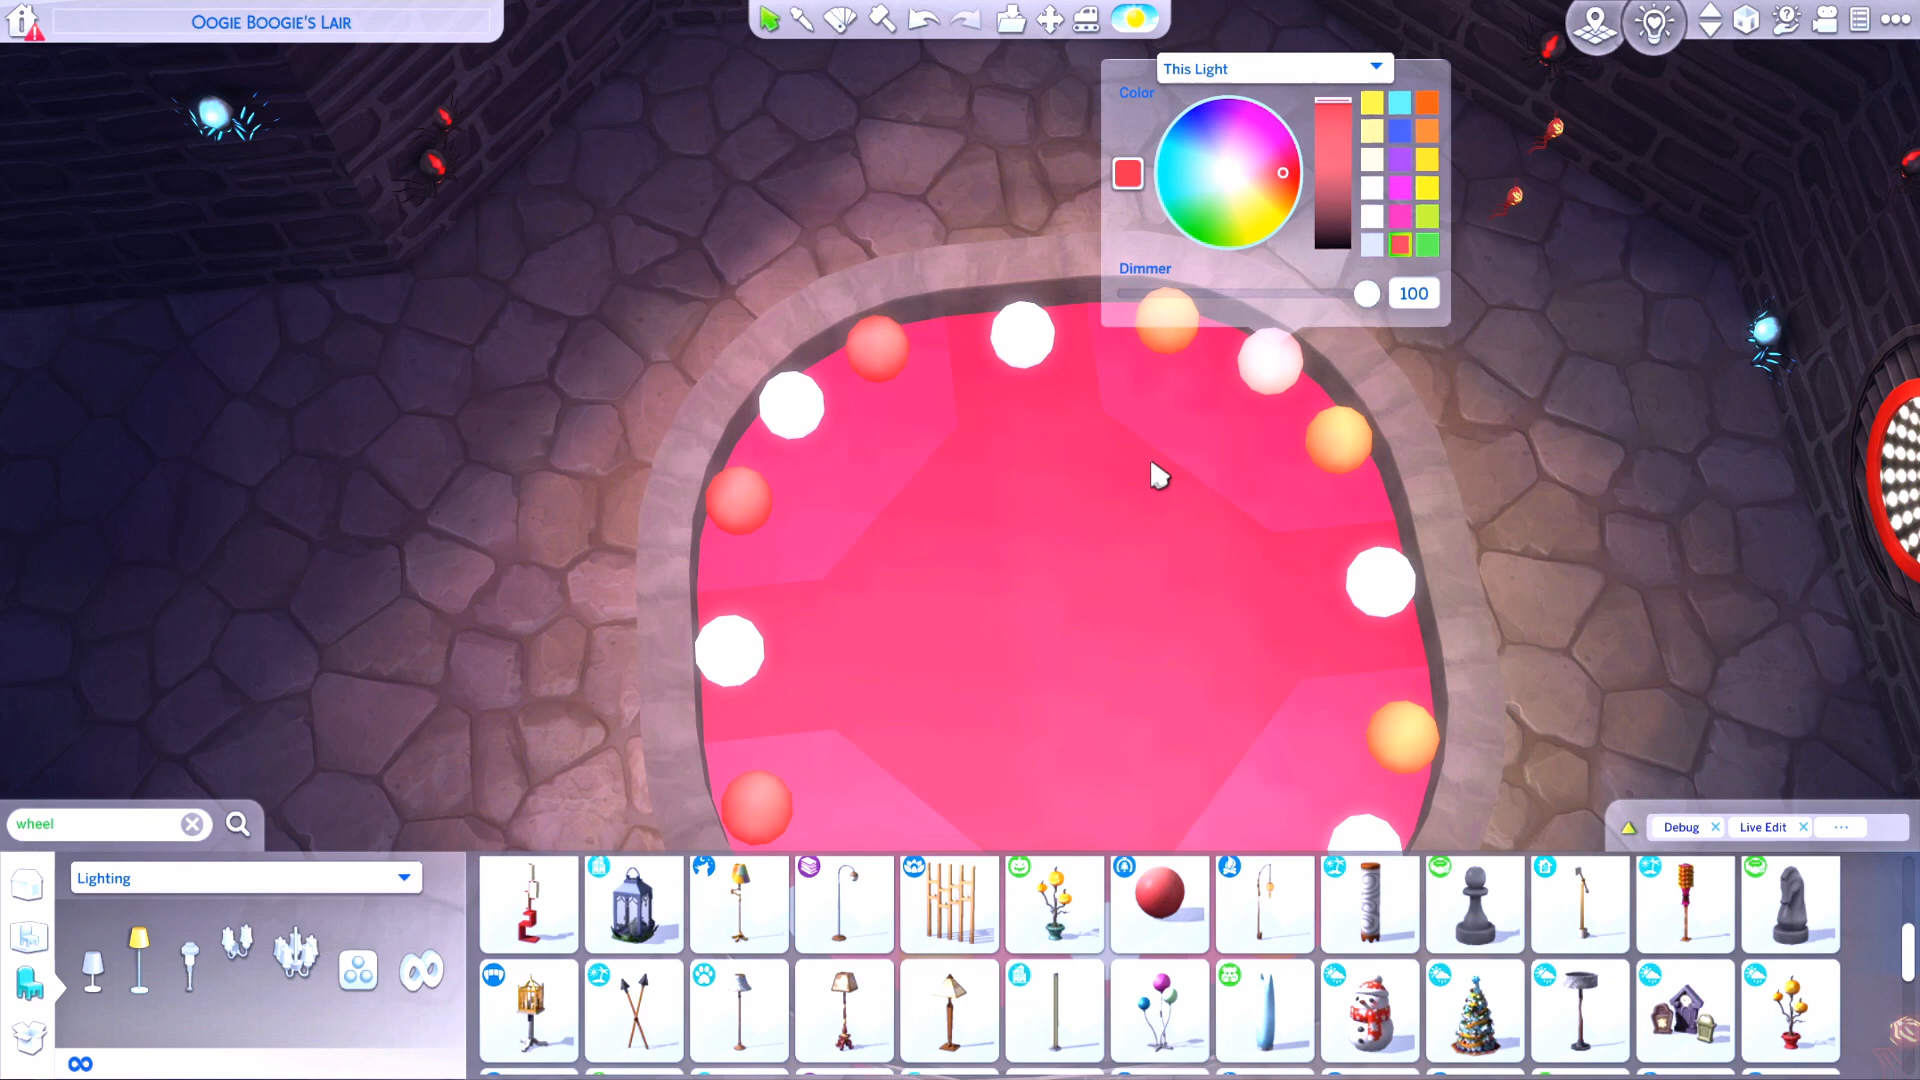 OOGIE BOOGIE'S LAIR
This Light
Color
Dimmer
100
wheel
Debug
Live Edit
...
Lighting